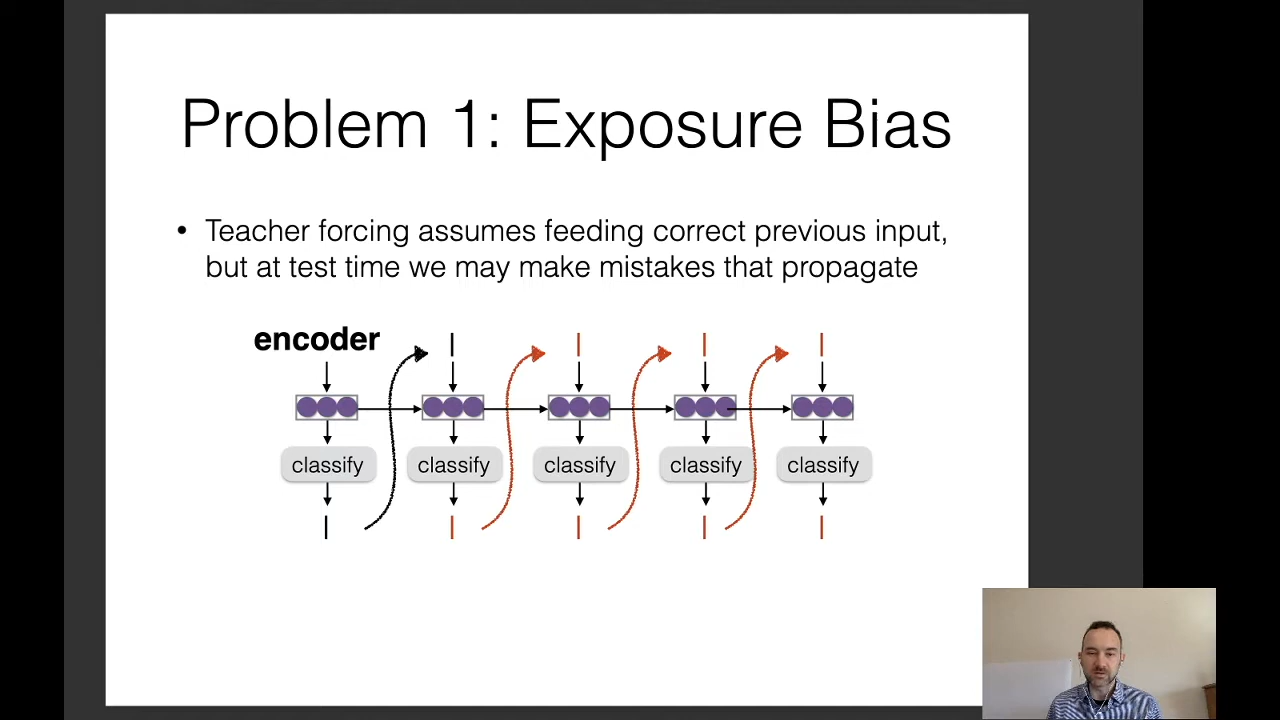 Problem 1: Exposure Bias
• Teacher forcing assumes feeding correct previous input,
but at test time we may make mistakes that propagate
encoder | | | |
classify classify classify classify classify
| | | | |